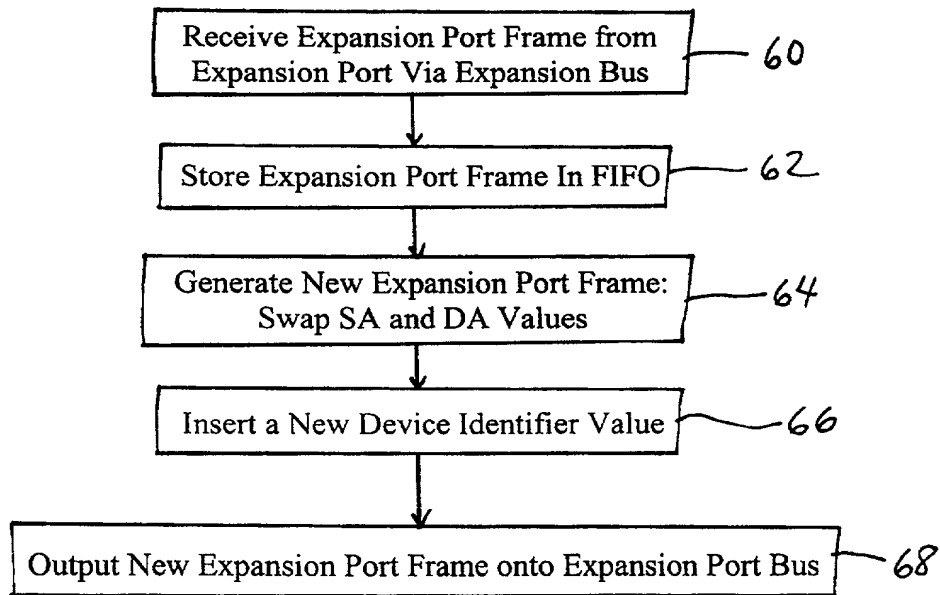 Receive Expansion Port Frame from
Expansion Port Via Expansion Bus
60
Store Expansion Port Frame In FIFO
62
Generate New Expansion Port Frame:
Swap SA and DA Values
64
Insert a New Device Identifier Value
66
Output New Expansion Port Frame onto Expansion Port Bus
68